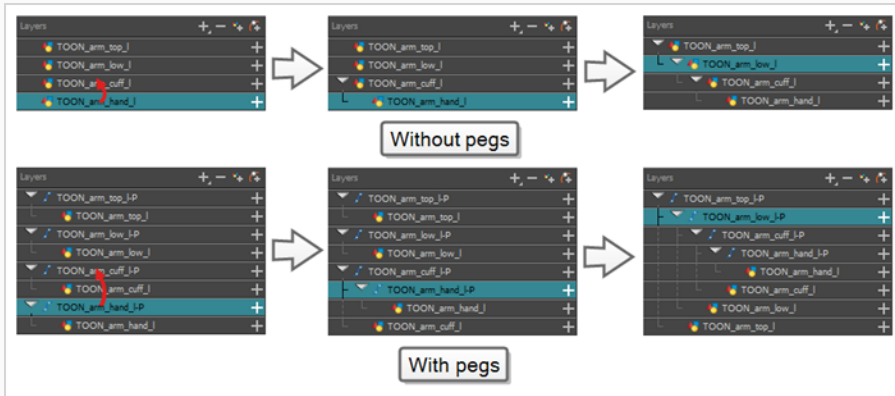 Layers
TOON_arm_top_l
TOON_arm_low_l
TOON_arm_cuff_l
TOON_arm_hand_l
Layers
TOON_arm_top_l
TOON_arm_low_l
TOON_arm_cuff_l
TOON_arm_hand_l
Layers
TOON_arm_top_l
TOON_arm_low_l
TOON_arm_cuff_l
TOON_arm_hand_l
Without pegs
Layers
TOON_arm_top_l-P
TOON_arm_top_l
TOON_arm_low_l-P
TOON_arm_low_l
TOON_arm_cuff_l-P
TOON_arm_cuff_l
TOON_arm_hand_l-P
TOON_arm_hand_l
Layers
TOON_arm_top_l-P
TOON_arm_top_l
TOON_arm_low_l-P
TOON_arm_low_l
TOON_arm_cuff_l-P
TOON_arm_hand_l-P
TOON_arm_hand_l
TOON_arm_cuff_l
Layers
TOON_arm_top_l-P
TOON_arm_low_l-P
TOON_arm_cuff_l-P
TOON_arm_hand_l-P
TOON_arm_hand_l
TOON_arm_cuff_l
TOON_arm_low_l
TOON_arm_top_l
With pegs